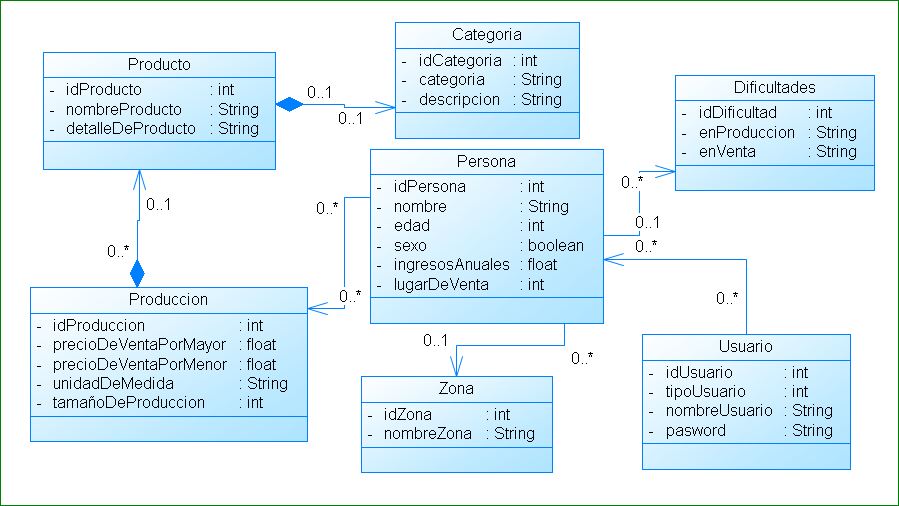 Categoria
- idCategoria : int
- categoria : String
- descripcion : String
Producto
- idProducto : int
- nombreProducto : String
- detalleDeProducto : String
0..1
0..1
Dificultades
- idDificultad : int
- enProduccion : String
- enVenta : String
Persona
- idPersona : int
- nombre : String
- edad : int
- sexo : boolean
- ingresosAnuales : float
- lugarDeVenta : int
0..*
0..1
0..1
0..*
0..*
0..*
0..*
0..*
Produccion
- idProduccion : int
- precioDeVentaPorMayor : float
- precioDeVentaPorMenor : float
- unidadDeMedida : String
- tamañoDeProduccion : int
0..1
0..*
Zona
- idZona : int
- nombreZona : String
Usuario
- idUsuario : int
- tipoUsuario : int
- nombreUsuario : String
- pasword : String